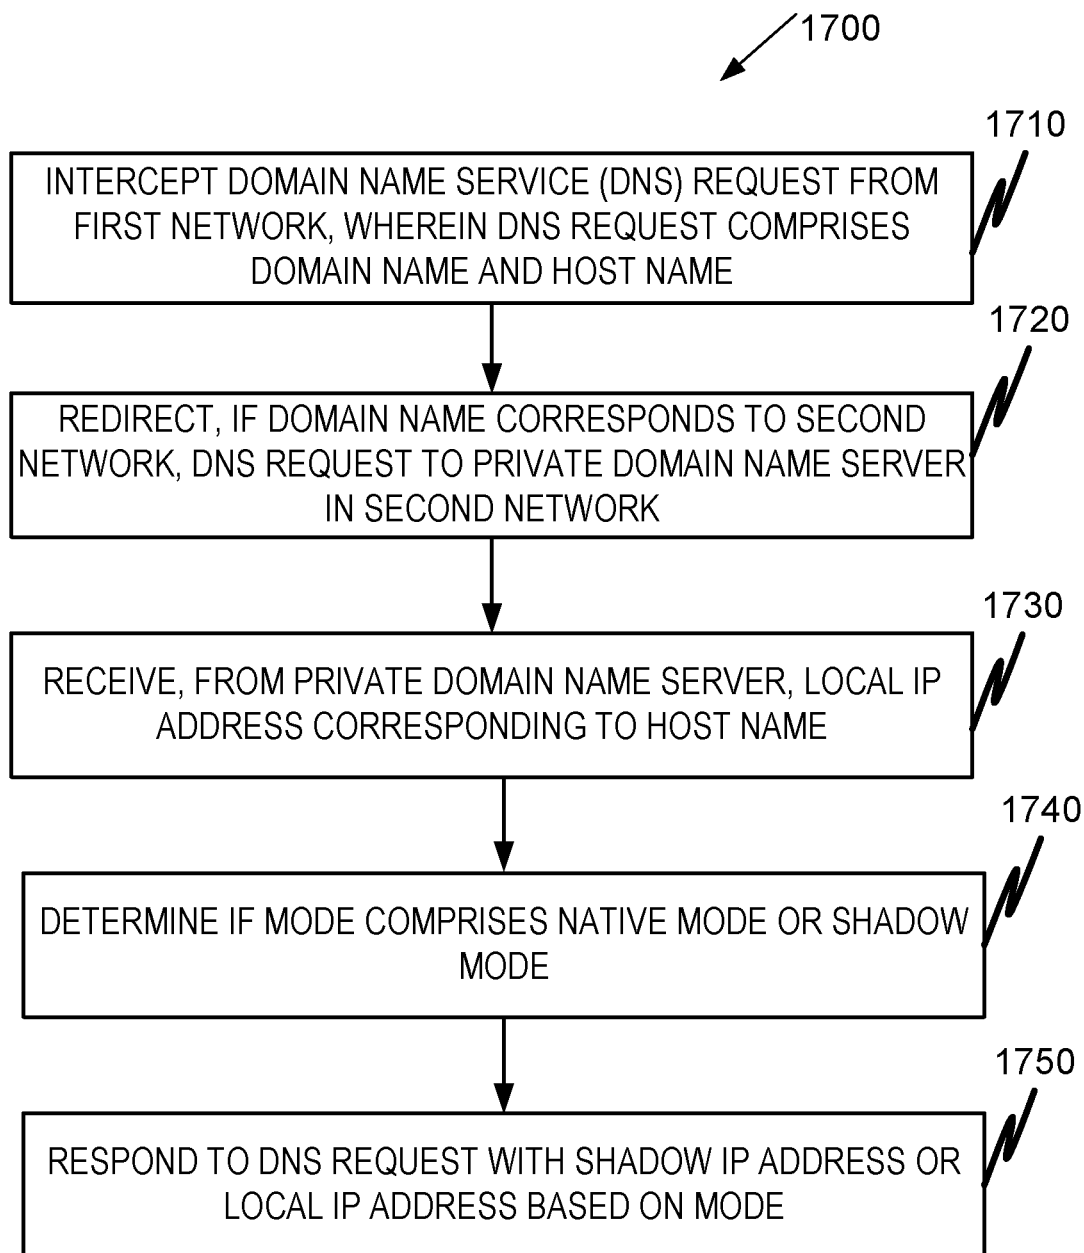 1700
1710
INTERCEPT DOMAIN NAME SERVICE (DNS) REQUEST FROM
FIRST NETWORK, WHEREIN DNS REQUEST COMPRISES
DOMAIN NAME AND HOST NAME
1720
REDIRECT, IF DOMAIN NAME CORRESPONDS TO SECOND
NETWORK, DNS REQUEST TO PRIVATE DOMAIN NAME SERVER
IN SECOND NETWORK
1730
RECEIVE, FROM PRIVATE DOMAIN NAME SERVER, LOCAL IP
ADDRESS CORRESPONDING TO HOST NAME
1740
DETERMINE IF MODE COMPRISES NATIVE MODE OR SHADOW
MODE
1750
RESPOND TO DNS REQUEST WITH SHADOW IP ADDRESS OR
LOCAL IP ADDRESS BASED ON MODE